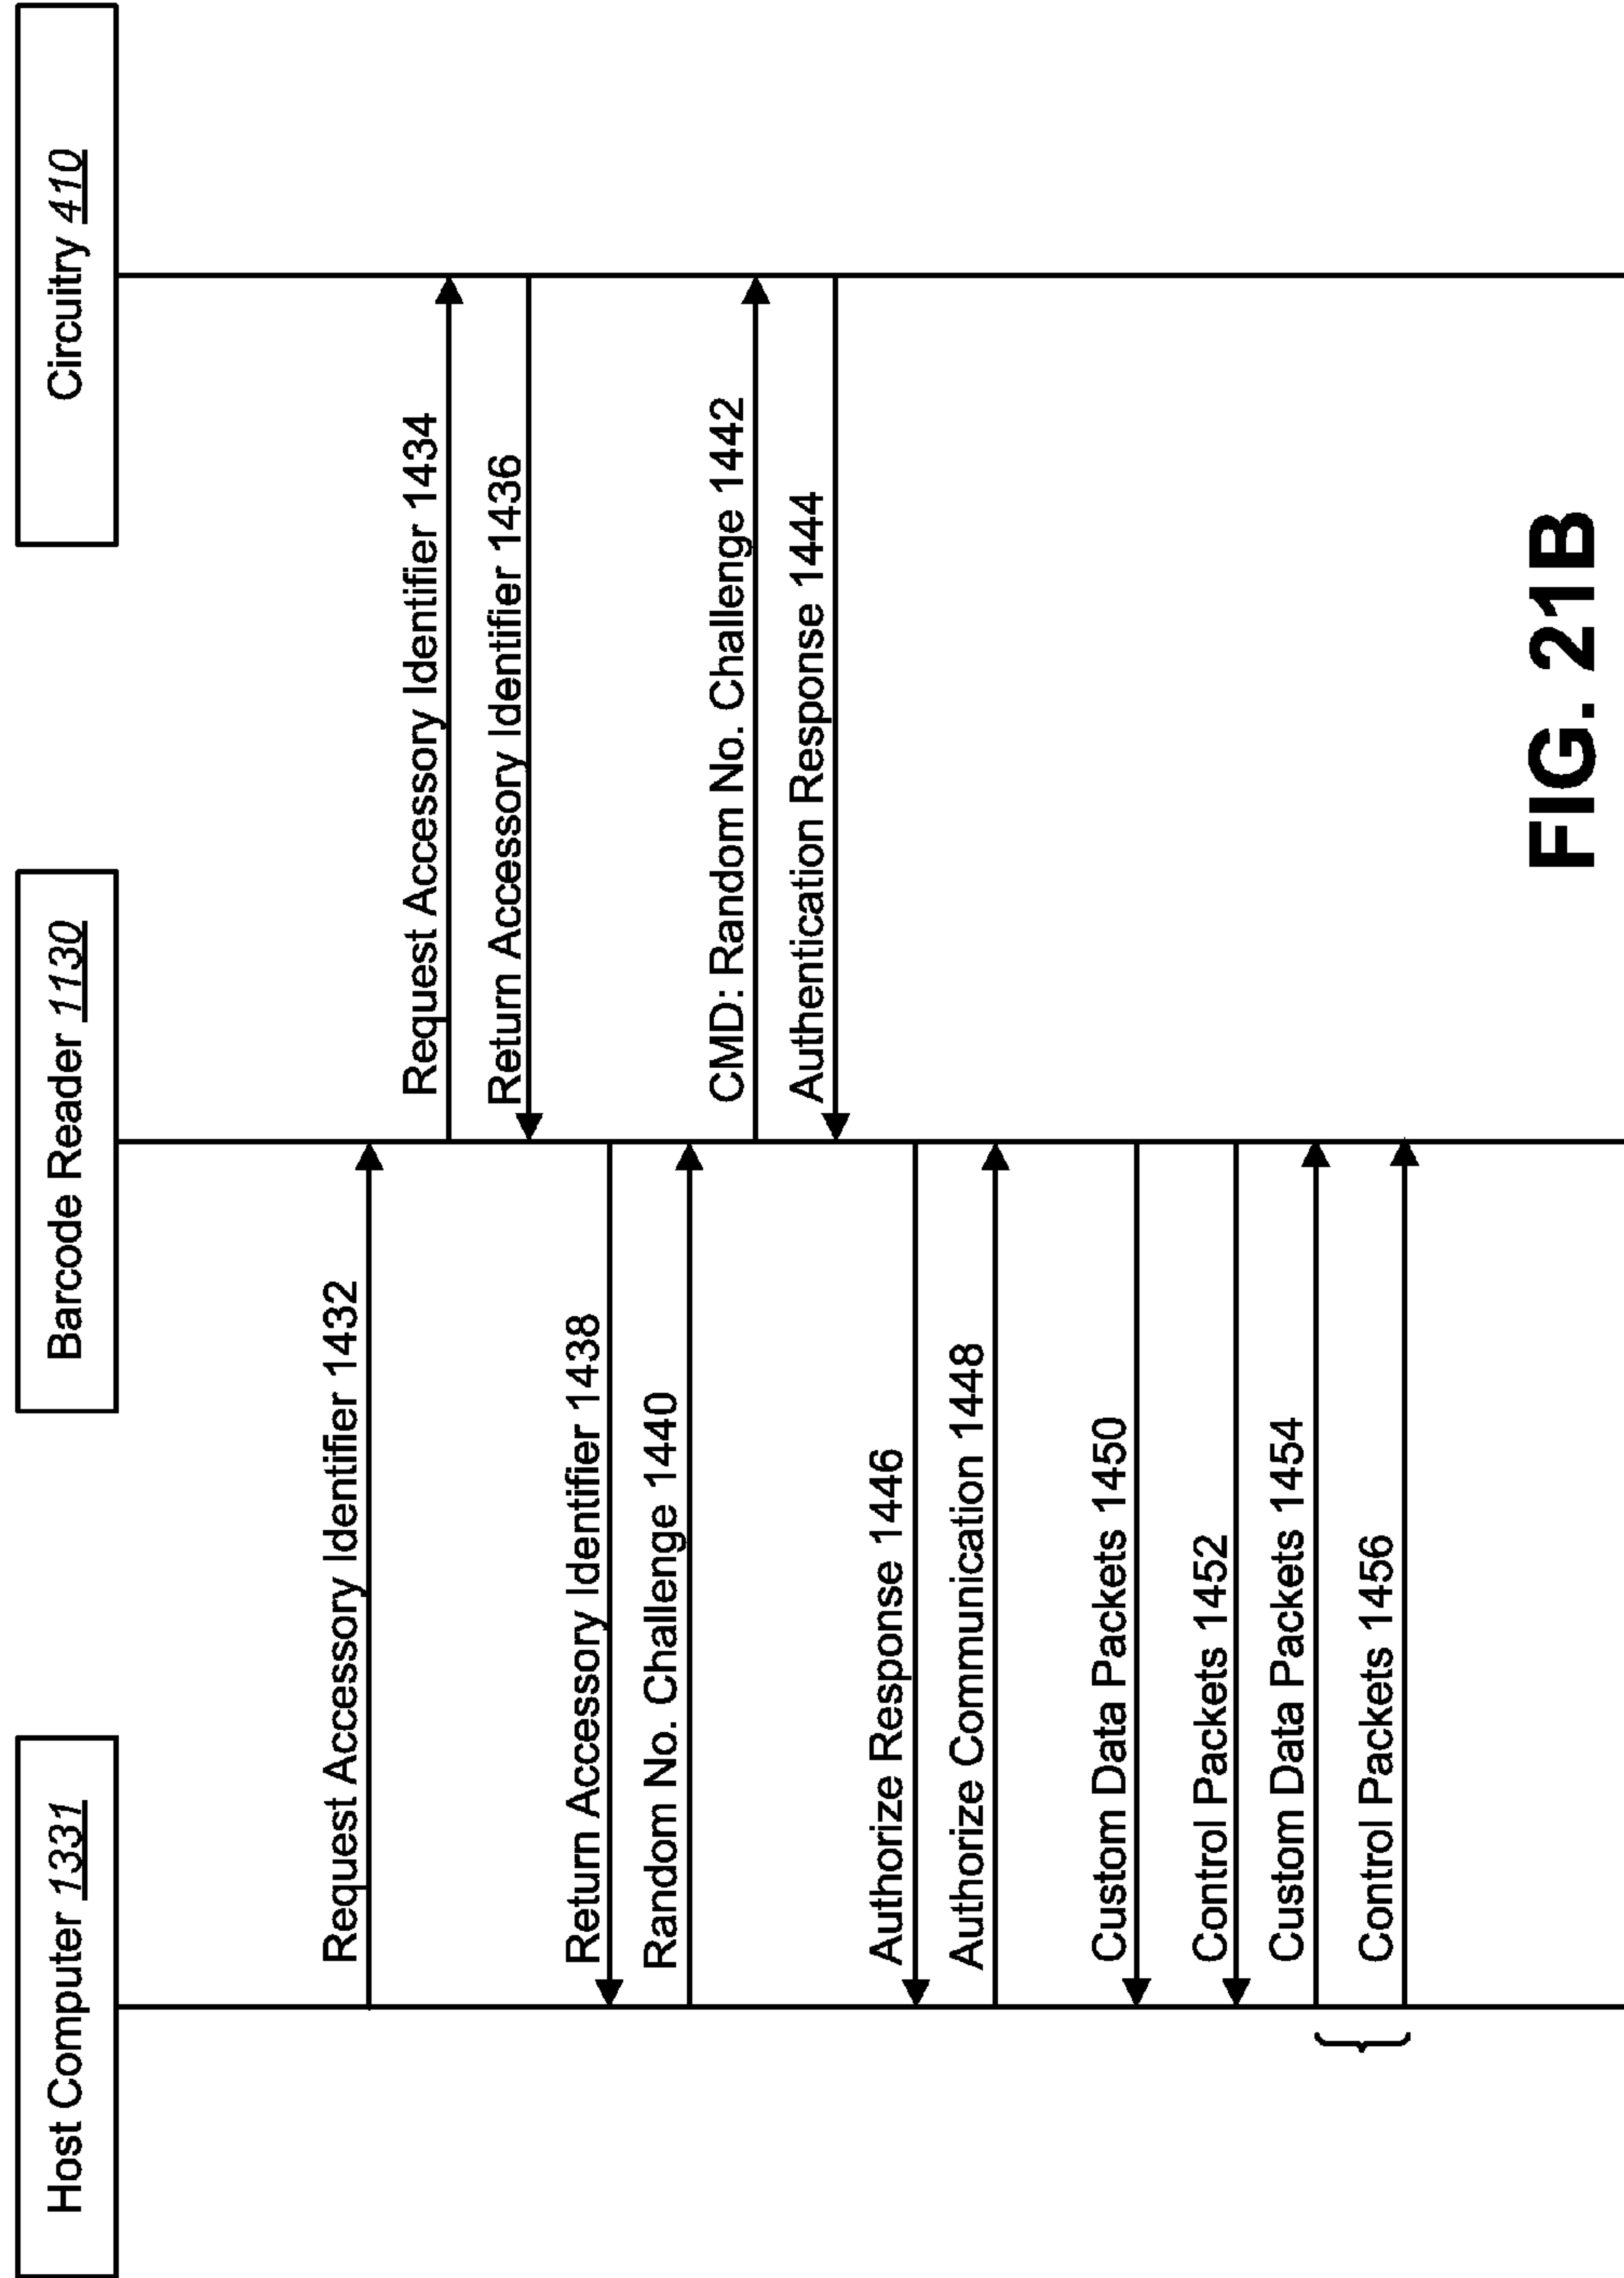 Host Computer 1331
Barcode Reader 1130
Circuitry 410
Request Accessory Identifier 1432
Request Accessory Identifier 1434
Return Accessory Identifier 1436
Return Accessory Identifier 1438
Random No. Challenge 1440
CMD: Random No. Challenge 1442
Authentication Response 1444
Authorize Response 1446
Authorize Communication 1448
Custom Data Packets 1450
Control Packets 1452
Custom Data Packets 1454
Control Packets 1456
FIG. 21B